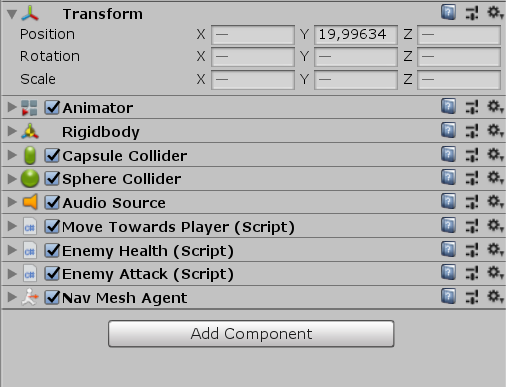 Transform
Position X — Y 19,99634 Z —
Rotation X — Y — Z —
Scale X — Y — Z —
Animator
Rigidbody
Capsule Collider
Sphere Collider
Audio Source
Move Towards Player (Script)
Enemy Health (Script)
Enemy Attack (Script)
Nav Mesh Agent
Add Component